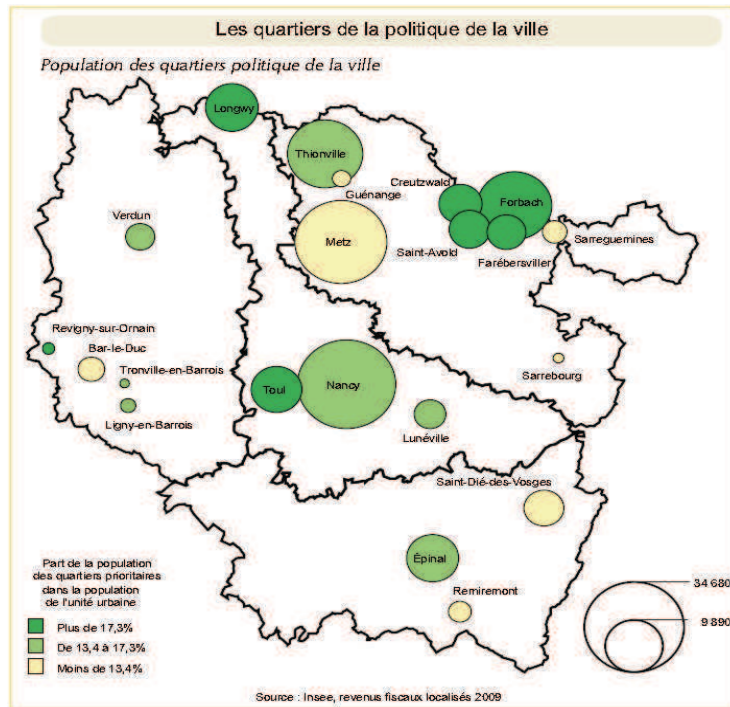 Les quartiers de la politique de la ville
Population des quartiers politique de la ville
Longwy
Thionville
Guénange
Creutzwald
Forbach
Verdun
Metz
Saint-Avold
Farébersviller
Sarreguemines
Revigny-sur-Ornain
Bar-le-Duc
Tronville-en-Barrois
Ligny-en-Barrois
Toul
Nancy
Lunéville
Sarrebourg
Saint-Dié-des-Vosges
Épinal
Remiremont
Part de la population
des quartiers prioritaires
dans la population
de l'unité urbaine
Plus de 17,3%
De 13,4 à 17,3%
Moins de 13,4%
34 680
9 890
Source : Insee, revenus fiscaux localisés 2009